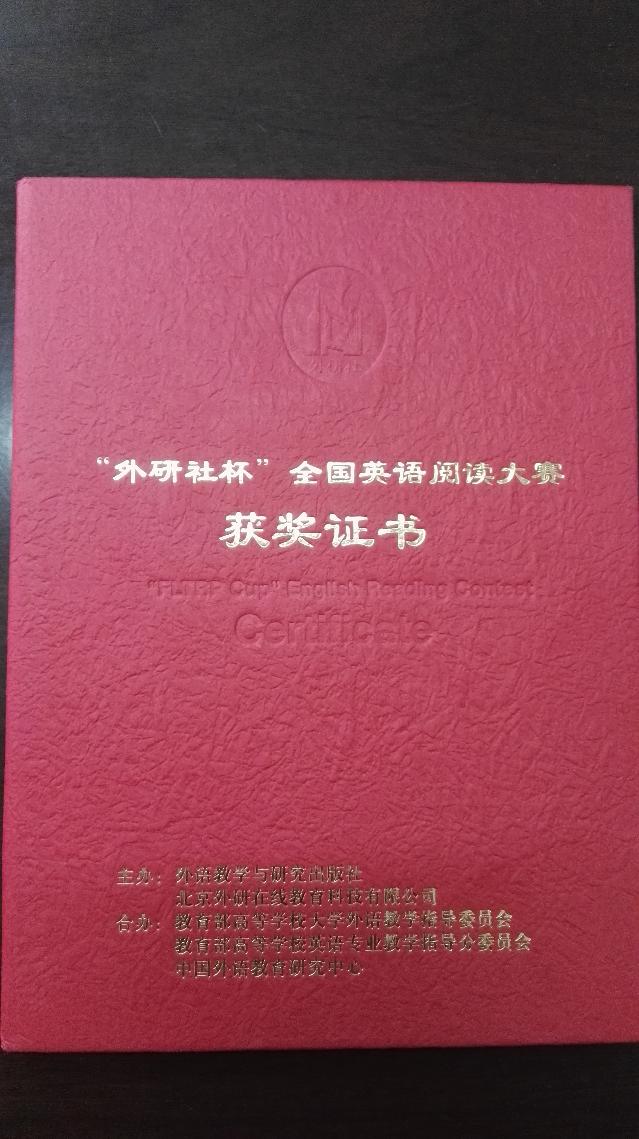 “外研社杯”全国英语阅读大赛
获奖证书
"FLTRP Cup" English Reading Contest
Certificate
主办：外语教学与研究出版社
北京外研在线教育科技有限公司
合办：教育部高等学校大学外语教学指导委员会
教育部高等学校英语专业教学指导分委员会
中国外语教育研究中心